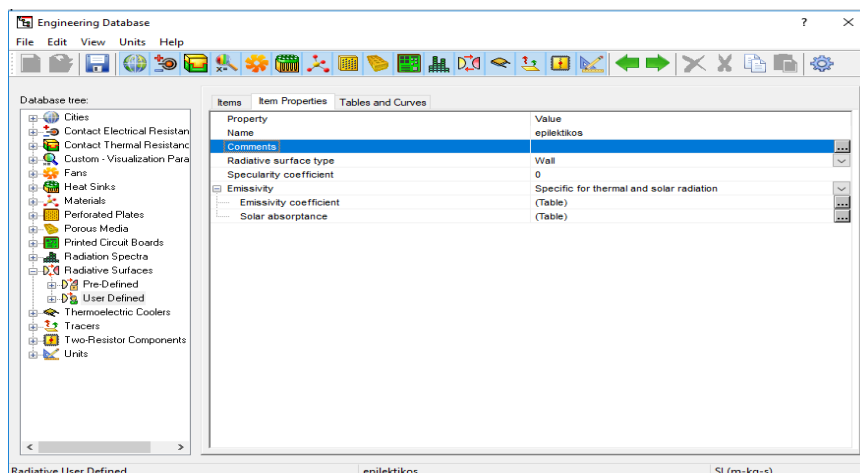 Engineering Database
File Edit View Units Help
Database tree:
Cities
Contact Electrical Resistan
Contact Thermal Resistanc
Custom - Visualization Para
Fans
Heat Sinks
Materials
Perforated Plates
Porous Media
Printed Circuit Boards
Radiation Spectra
Radiative Surfaces
Pre-Defined
User Defined
Thermoelectric Coolers
Tracers
Two-Resistor Components
Units
Items Item Properties Tables and Curves
Property Value
Name epilektikos
Comments
Radiative surface type Wall
Specularity coefficient 0
Emissivity Specific for thermal and solar radiation
Emissivity coefficient (Table)
Solar absorptance (Table)
Radiative User Defined epilektikos SI (m-kg-s)